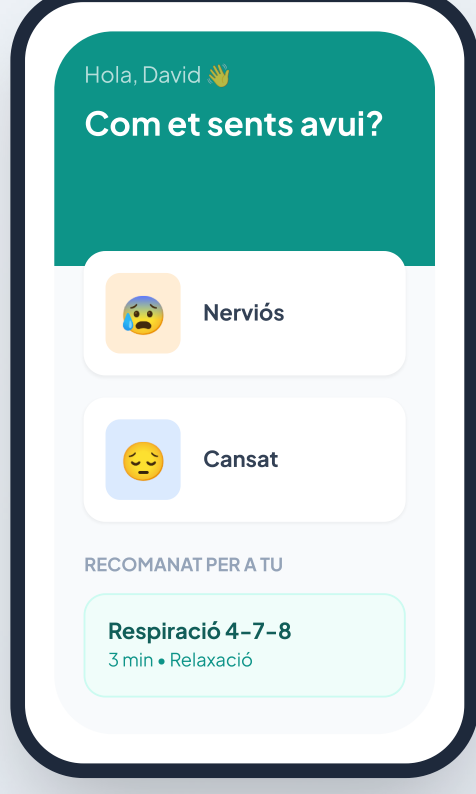 Hola, David 👋
Com et sents avui?
Nerviós
Cansat
RECOMANAT PER A TU
Respiració 4-7-8
3 min • Relaxació